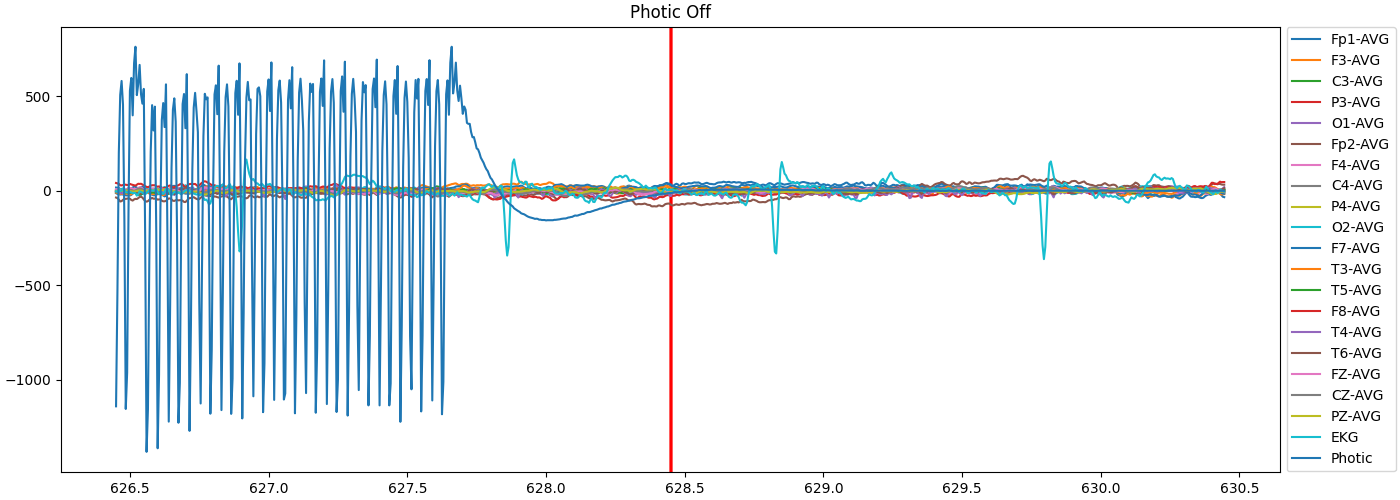 Photic Off
500
0
−500
−1000
626.5 627.0 627.5 628.0 628.5 629.0 629.5 630.0 630.5
Fp1-AVG
F3-AVG
C3-AVG
P3-AVG
O1-AVG
Fp2-AVG
F4-AVG
C4-AVG
P4-AVG
O2-AVG
F7-AVG
T3-AVG
T5-AVG
F8-AVG
T4-AVG
T6-AVG
FZ-AVG
CZ-AVG
PZ-AVG
EKG
Photic